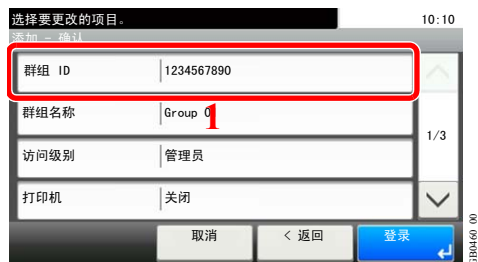 选择要更改的项目。 10:10
添加 - 确认
群组 ID 1234567890
群组名称 Group 0
1
1/3
访问级别 管理员
打印机 关闭
取消 < 返回 登录
GB0460_00